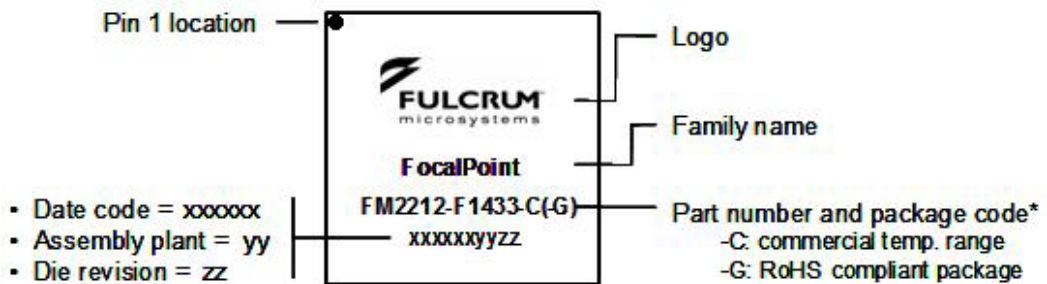 Pin 1 location
Logo
FULCRUM
microsystems
Family name
FocalPoint
FM2212-F1433-C(-G)
xxxxxxyyzz
• Date code = xxxxxx
• Assembly plant = yy
• Die revision = zz
Part number and package code*
-C: commercial temp. range
-G: RoHS compliant package